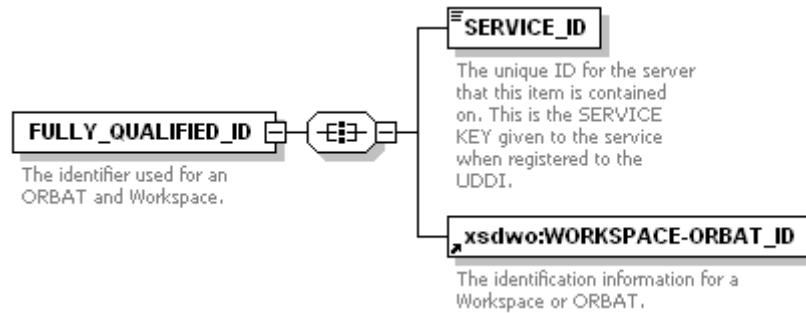 SERVICE_ID
The unique ID for the server
that this item is contained
on. This is the SERVICE
KEY given to the service
when registered to the
UDDI.
FULLY_QUALIFIED_ID
The identifier used for an
ORBAT and Workspace.
xsdwo:WORKSPACE-ORBAT_ID
The identification information for a
Workspace or ORBAT.